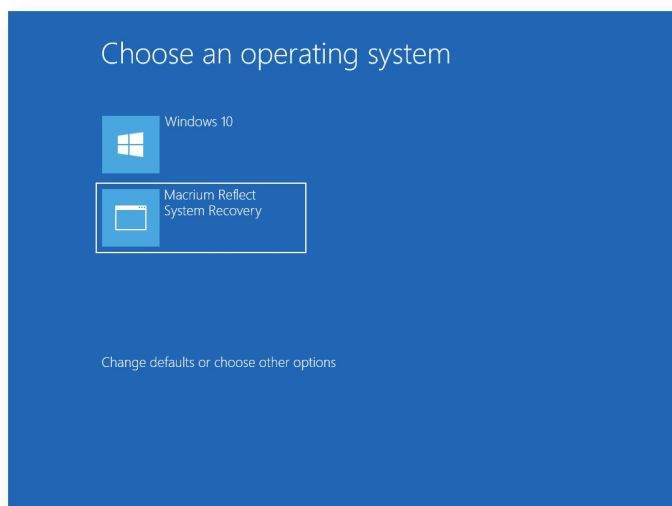 Choose an operating system
Windows 10
Macrium Reflect
System Recovery
Change defaults or choose other options